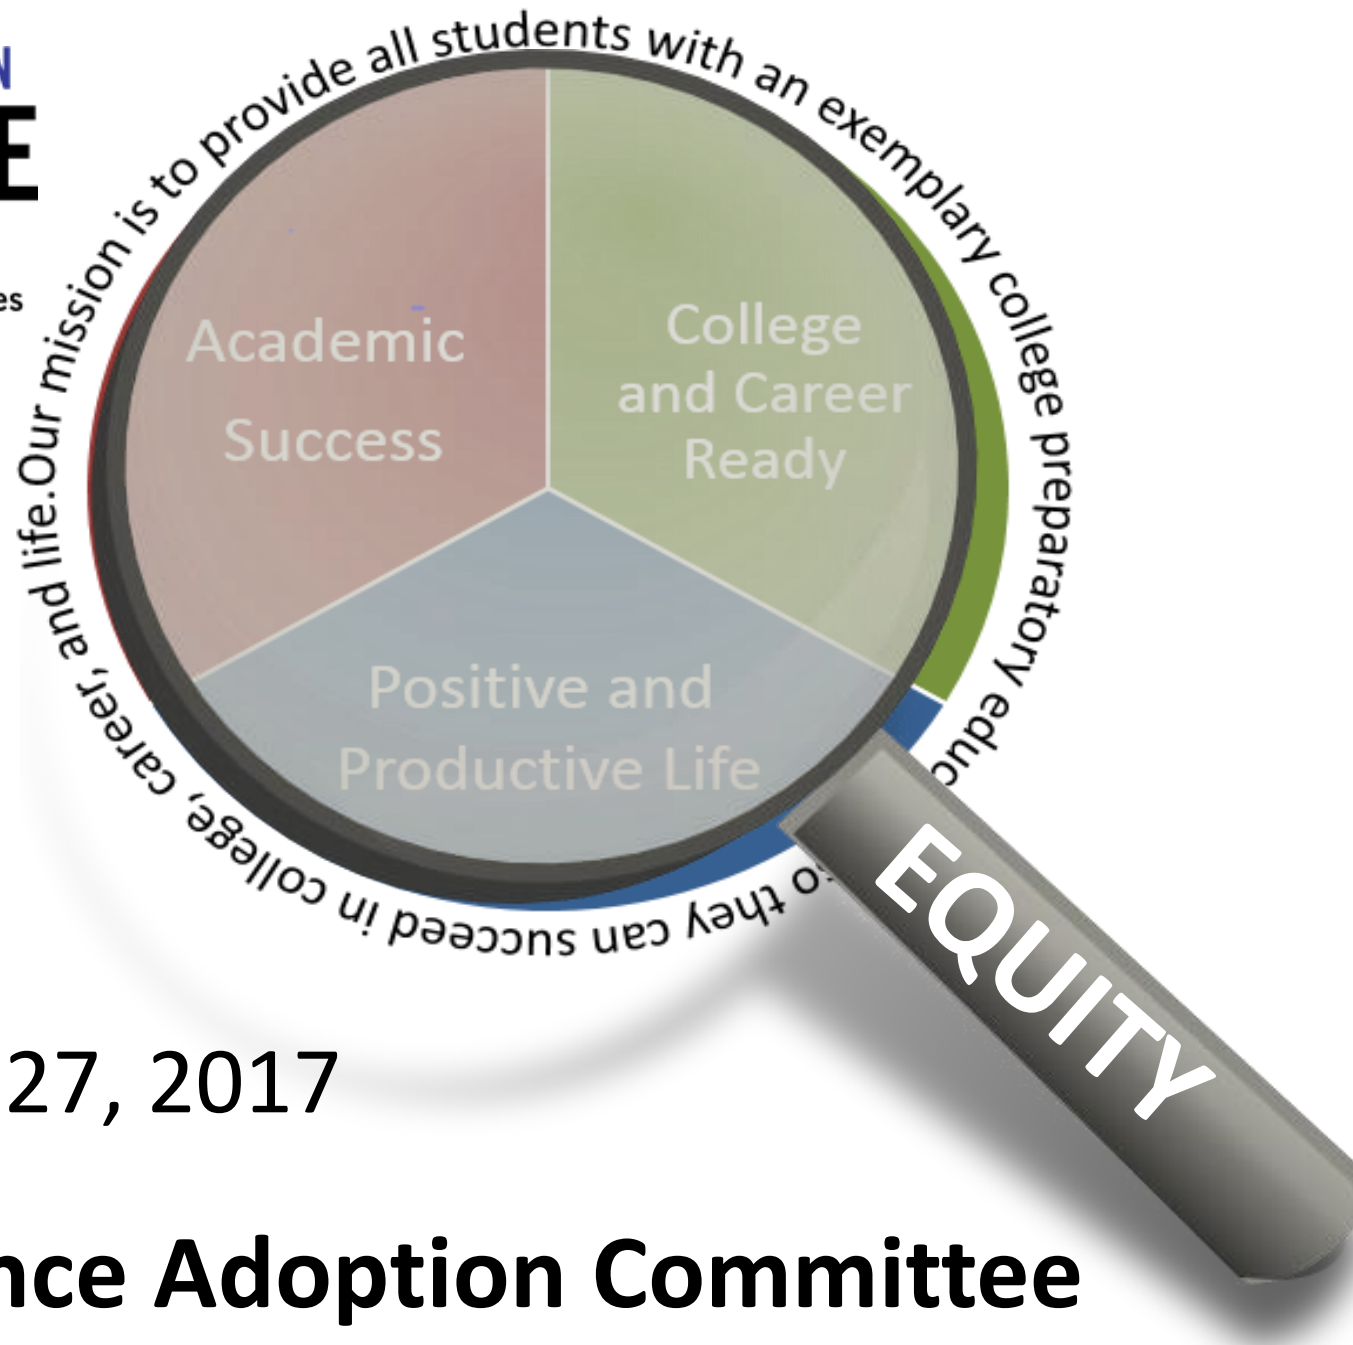 N
E
es
Our mission is to provide all students with an exemplary college preparatory educ
so they can succeed in college, career, and life.
Academic
Success
College
and Career
Ready
Positive and
Productive Life
EQUITY
27, 2017
nce Adoption Committee